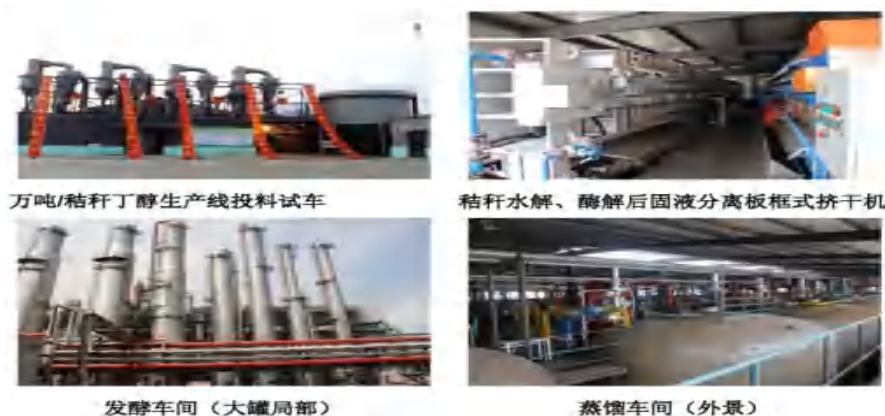 万吨/秸秆丁醇生产线投料试车
秸秆水解、酶解后固液分离板框式挤干机
发酵车间（大罐局部）
蒸馏车间（外景）